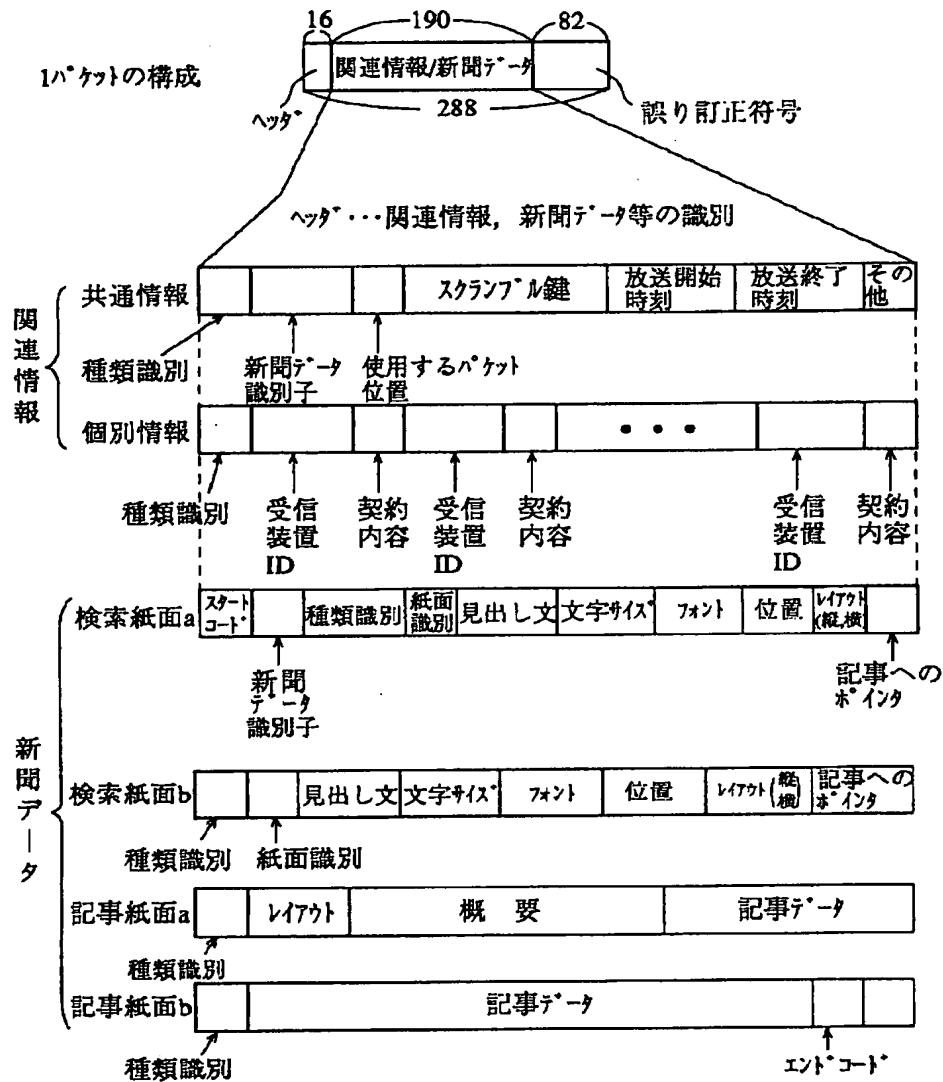 16 190 82
1パケットの構成
関連情報/新聞データ
288
ヘッダ
誤り訂正符号
ヘッダ・・・関連情報, 新聞データ等の識別
関連情報
共通情報
スクランブル鍵
放送開始
時刻
放送終了
時刻
その
他
種類識別
新聞データ
識別子
使用するパケット
位置
個別情報
・・・
種類識別
受信
装置
ID
契約
内容
受信
装置
ID
契約
内容
受信
装置
ID
契約
内容
新聞データ
検索紙面a
スタート
コード
種類識別
紙面
識別
見出し文
文字サイズ
フォント
位置
レイアウト
(縦,横)
新聞
データ
識別子
記事への
ポインタ
検索紙面b
見出し文
文字サイズ
フォント
位置
レイアウト(縦横)
記事への
ポインタ
種類識別
紙面識別
記事紙面a
レイアウト
概 要
記事データ
種類識別
記事紙面b
記事データ
種類識別
エンドコード